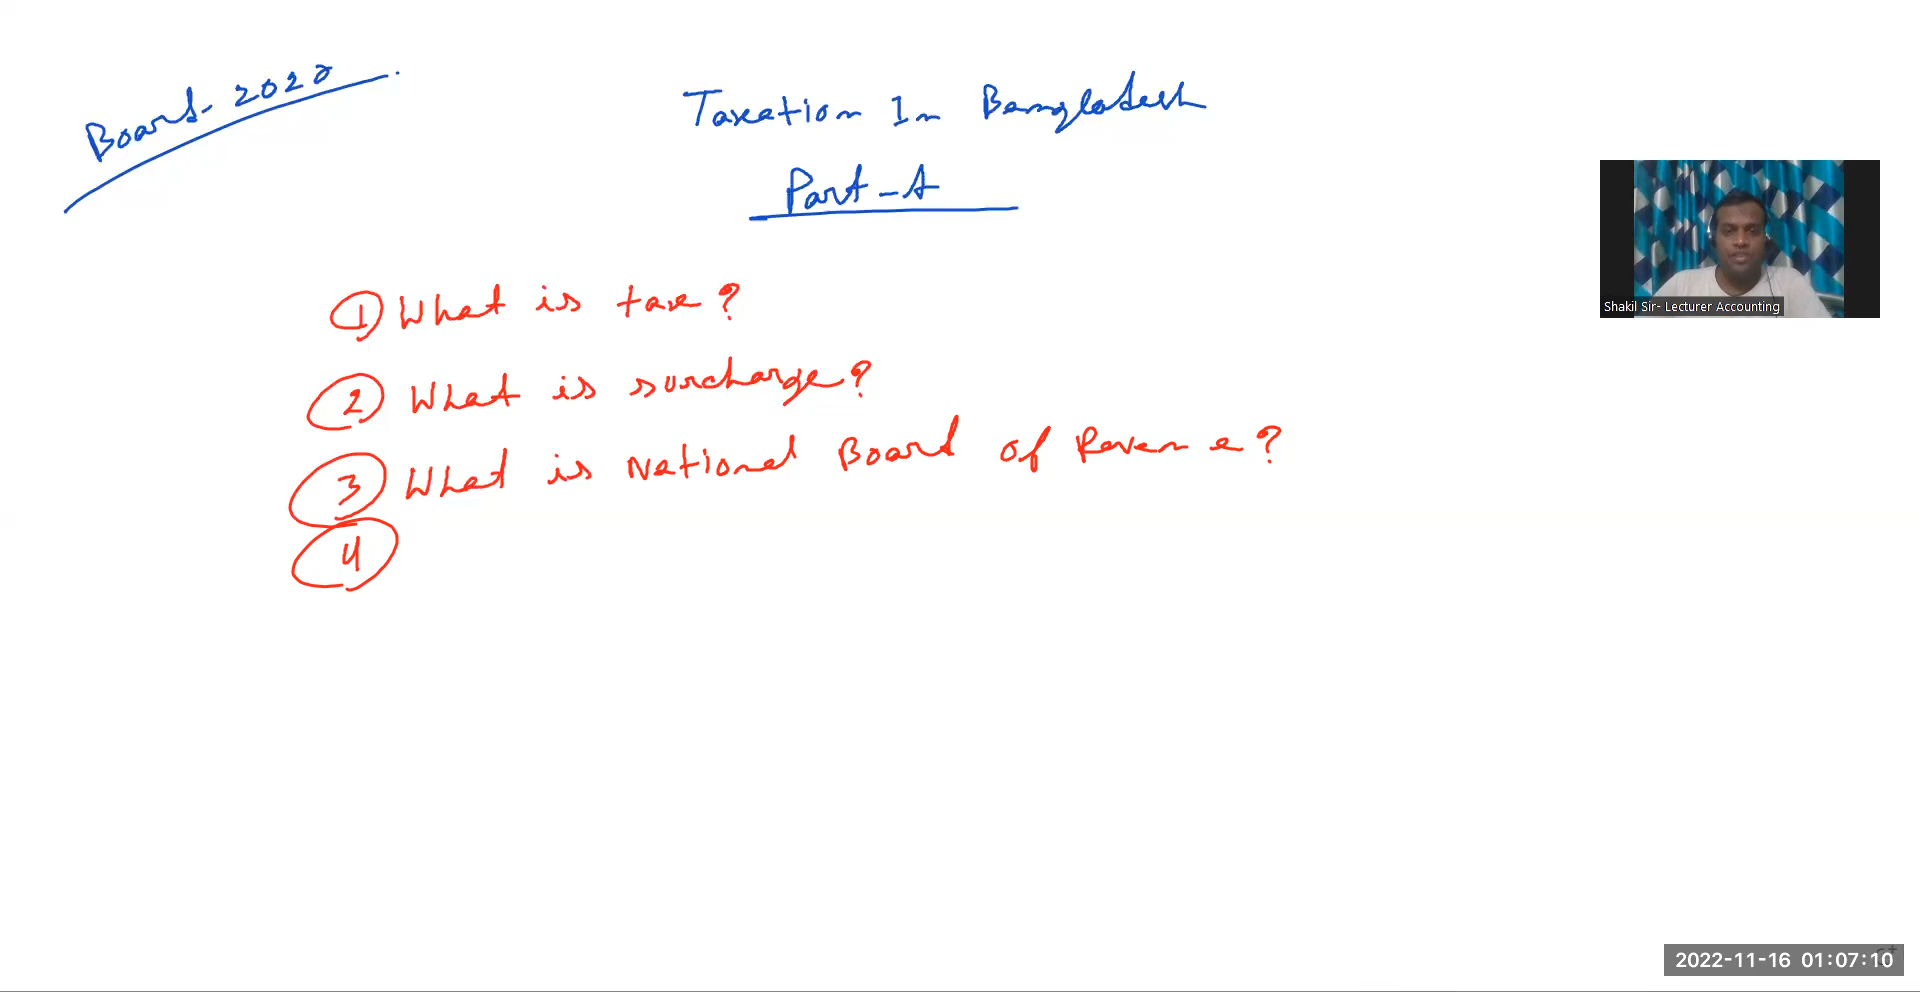 Board- 2020
Taxation In Bangladesh
Part-A
① What is tax?
② What is surcharge?
③ What is National Board of Revenue?
④
Shakil Sir- Lecturer Accounting
2022-11-16 01:07:10